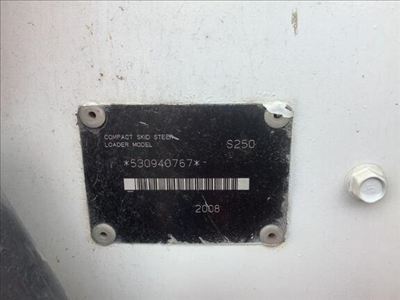 COMPACT SKID STEER
LOADER MODEL S250
*530940767*
2008